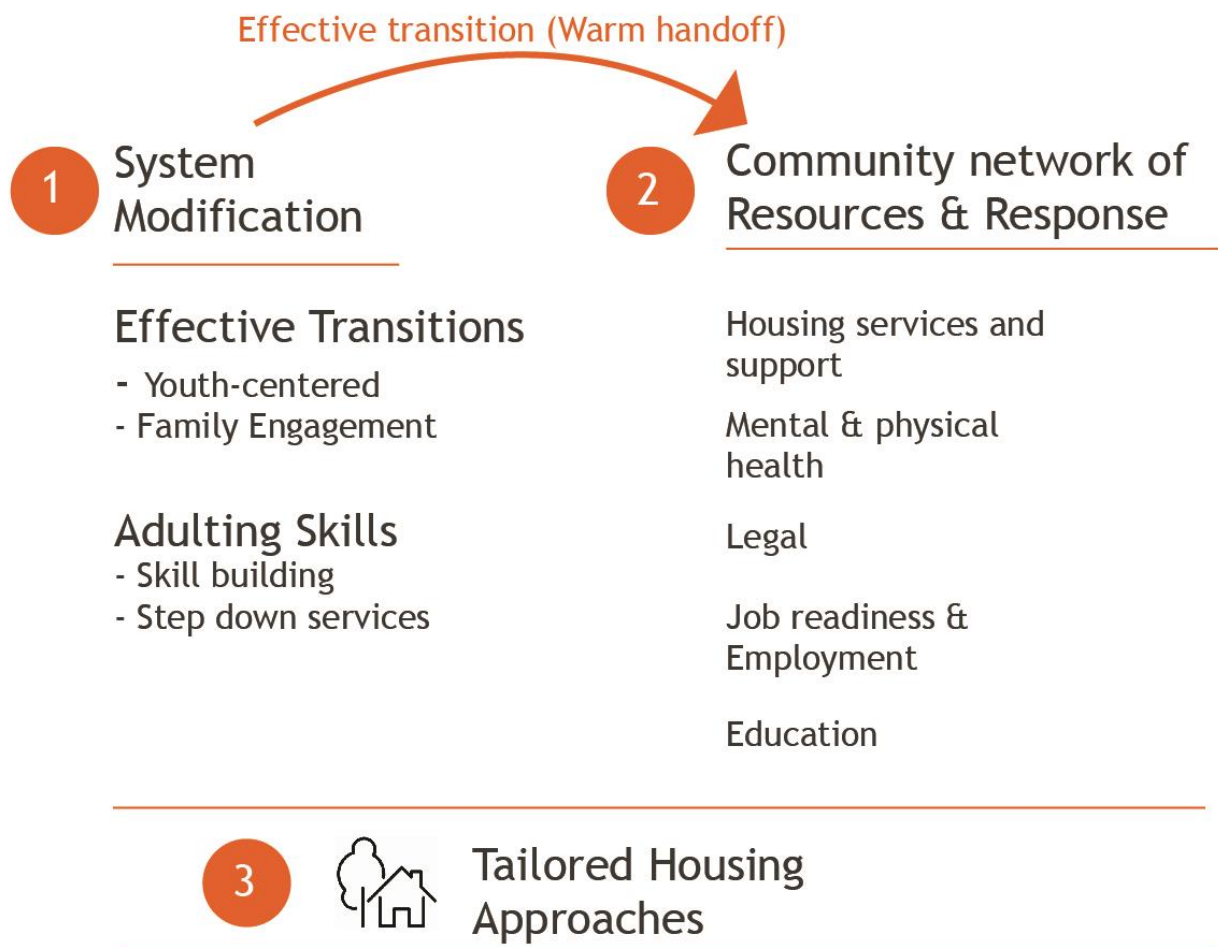 Effective transition (Warm handoff)
1
System
Modification
Effective Transitions
- Youth-centered
- Family Engagement
Adulting Skills
- Skill building
- Step down services
2
Community network of
Resources & Response
Housing services and
support
Mental & physical
health
Legal
Job readiness &
Employment
Education
3
Tailored Housing
Approaches